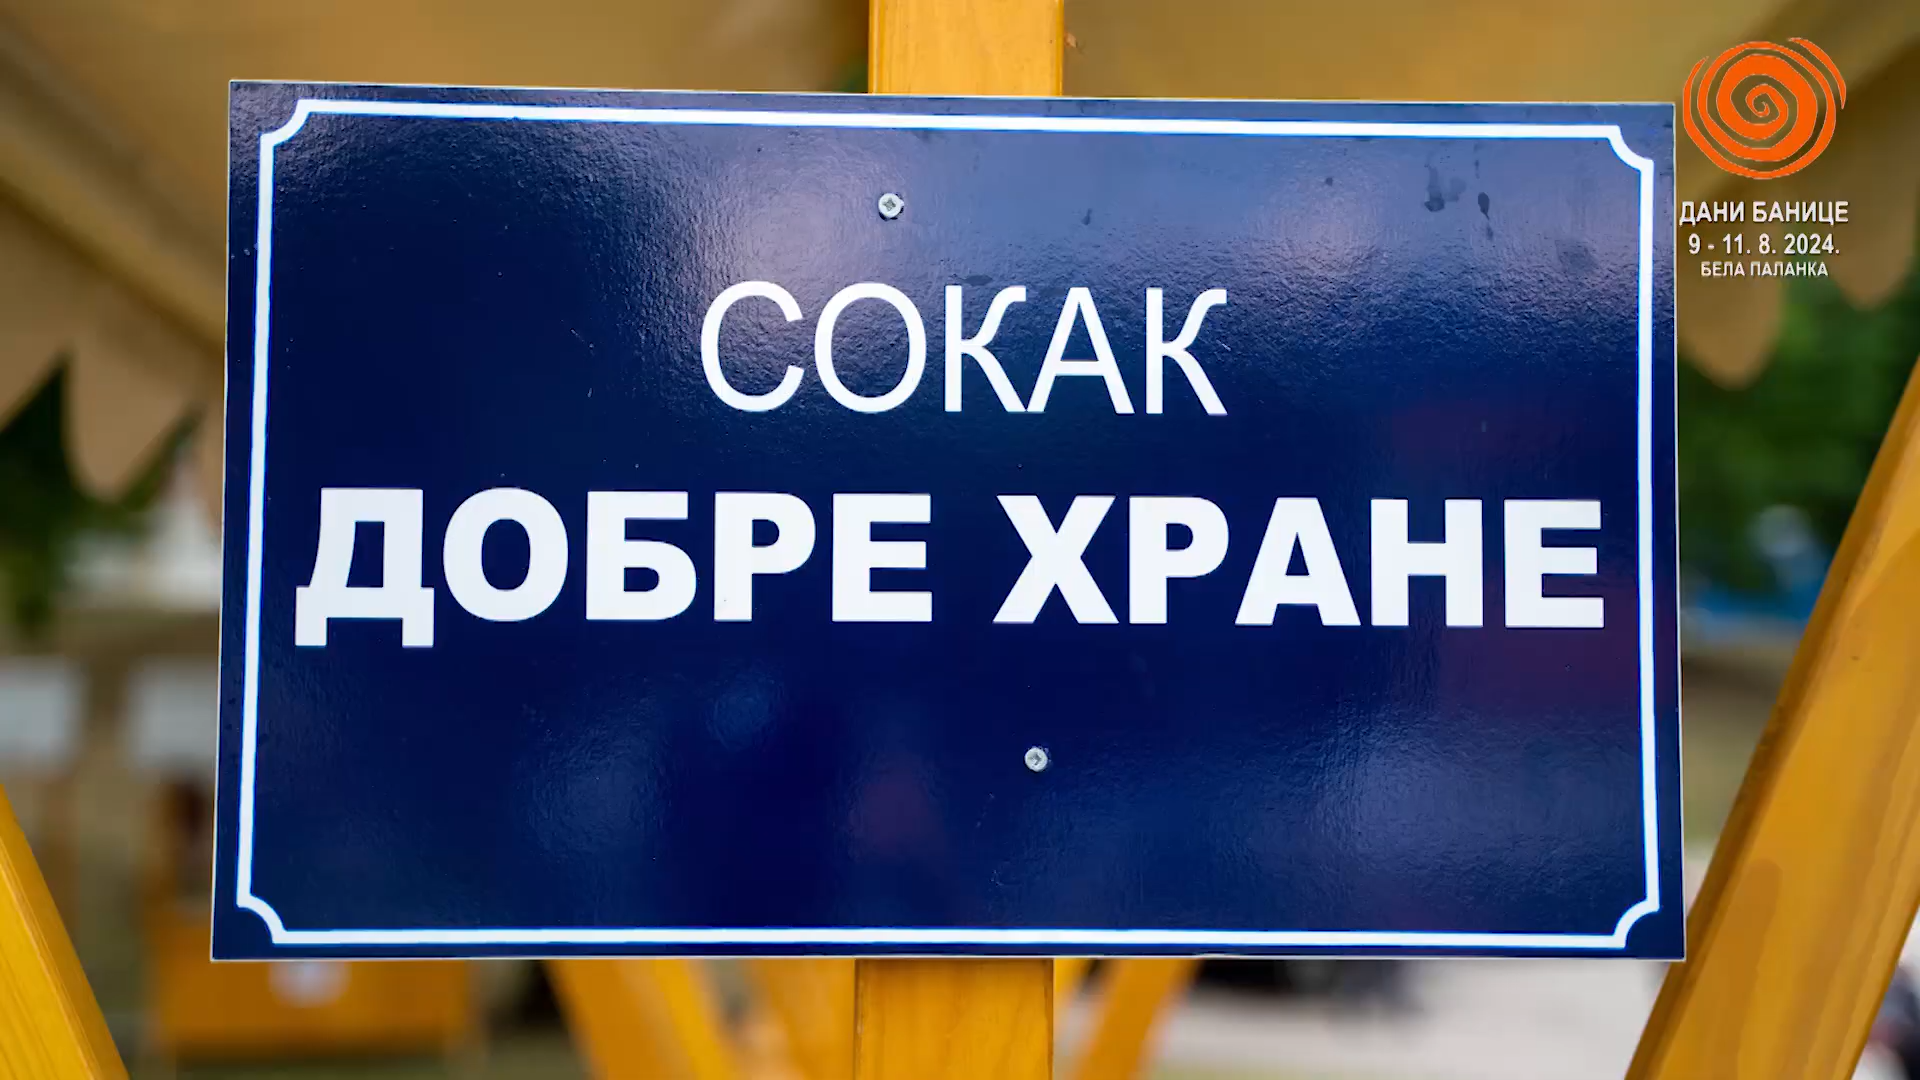 СОКАК
ДОБРЕ ХРАНЕ
ДАНИ БАНИЦЕ
9 - 11. 8. 2024.
БЕЛА ПАЛАНКА